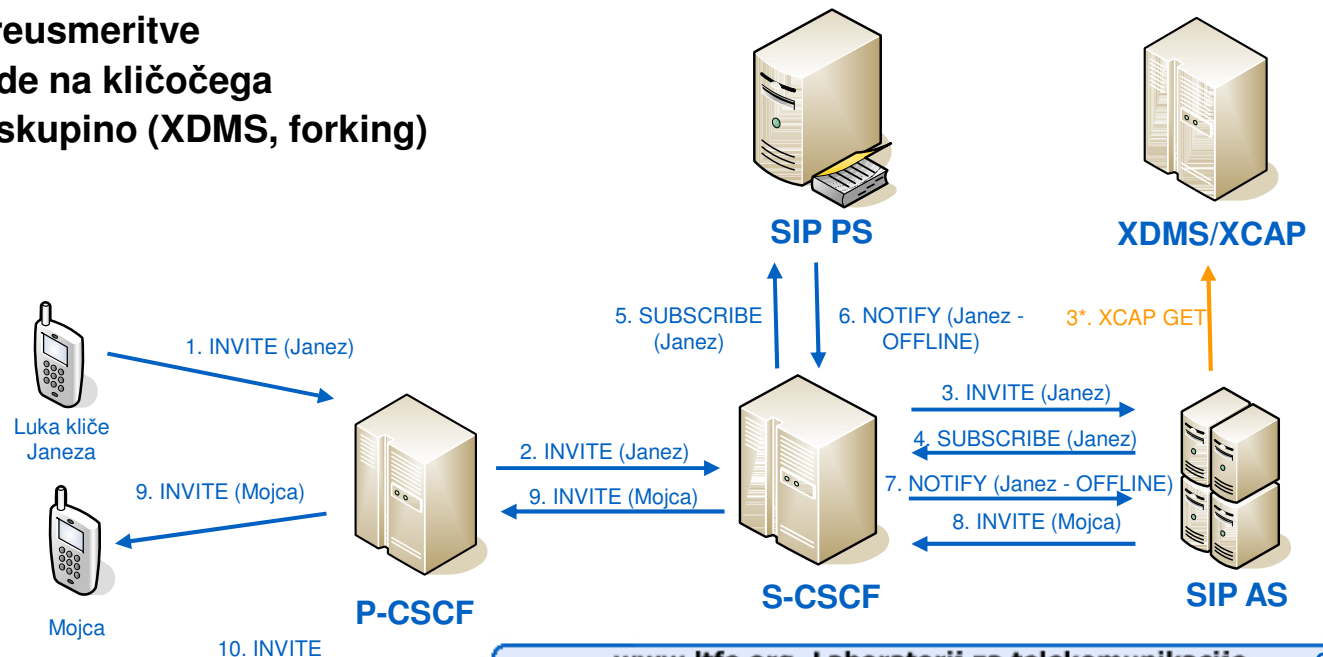 reusmeritve
de na kličočega
skupino (XDMS, forking)
SIP PS
XDMS/XCAP
5. SUBSCRIBE
(Janez)
6. NOTIFY (Janez -
OFFLINE)
3*. XCAP GET
1. INVITE (Janez)
Luka kliče
Janeza
3. INVITE (Janez)
2. INVITE (Janez)
4. SUBSCRIBE (Janez)
9. INVITE (Mojca)
9. INVITE (Mojca)
7. NOTIFY (Janez - OFFLINE)
8. INVITE (Mojca)
Mojca
P-CSCF
S-CSCF
SIP AS
10. INVITE